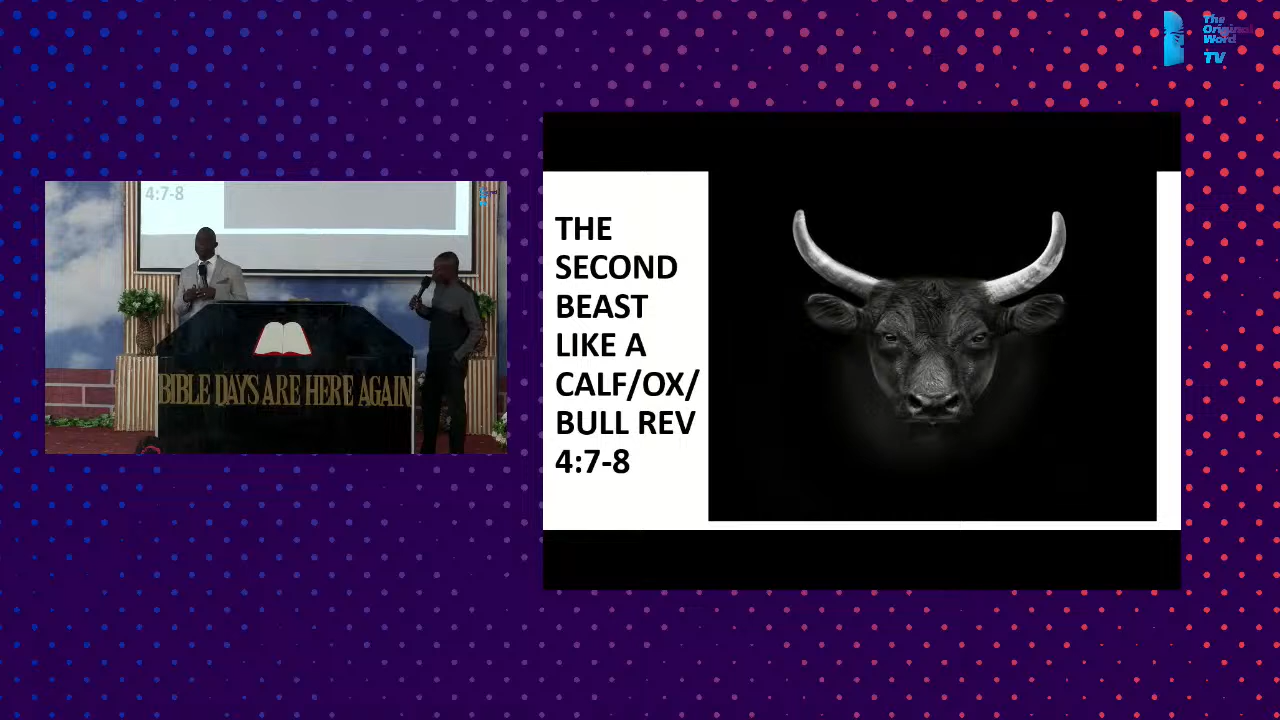 The
Original
Word
TV
4:7-8
BIBLE DAYS ARE HERE AGAIN
THE
SECOND
BEAST
LIKE A
CALF/OX/
BULL REV
4:7-8